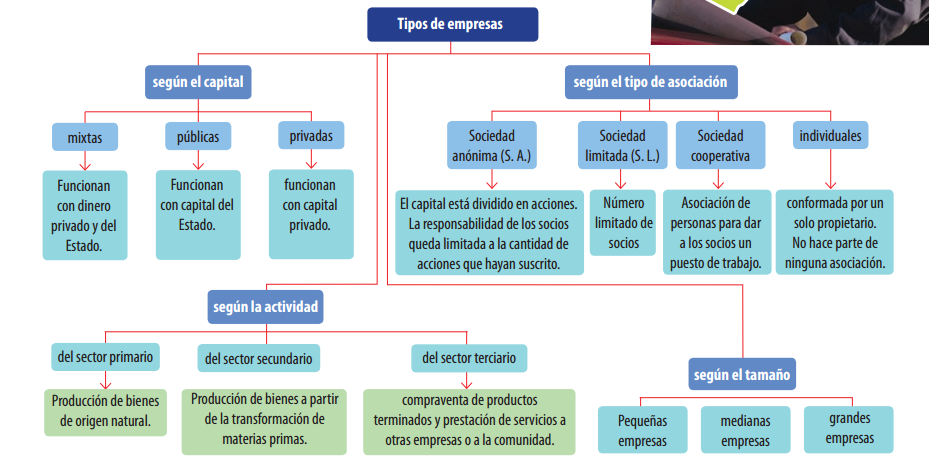 Tipos de empresas
según el capital
mixtas
Funcionan
con dinero
privado y del
Estado.
públicas
Funcionan
con capital del
Estado.
privadas
funcionan
con capital
privado.
según el tipo de asociación
Sociedad
anónima (S. A.)
El capital está dividido en acciones.
La responsabilidad de los socios
queda limitada a la cantidad de
acciones que hayan suscrito.
Sociedad
limitada (S. L.)
Número
limitado de
socios
Sociedad
cooperativa
Asociación de
personas para dar
a los socios un
puesto de trabajo.
individuales
conformada por un
solo propietario.
No hace parte de
ninguna asociación.
según la actividad
del sector primario
Producción de bienes
de origen natural.
del sector secundario
Producción de bienes a partir
de la transformación de
materias primas.
del sector terciario
compraventa de productos
terminados y prestación de servicios a
otras empresas o a la comunidad.
según el tamaño
Pequeñas
empresas
medianas
empresas
grandes
empresas